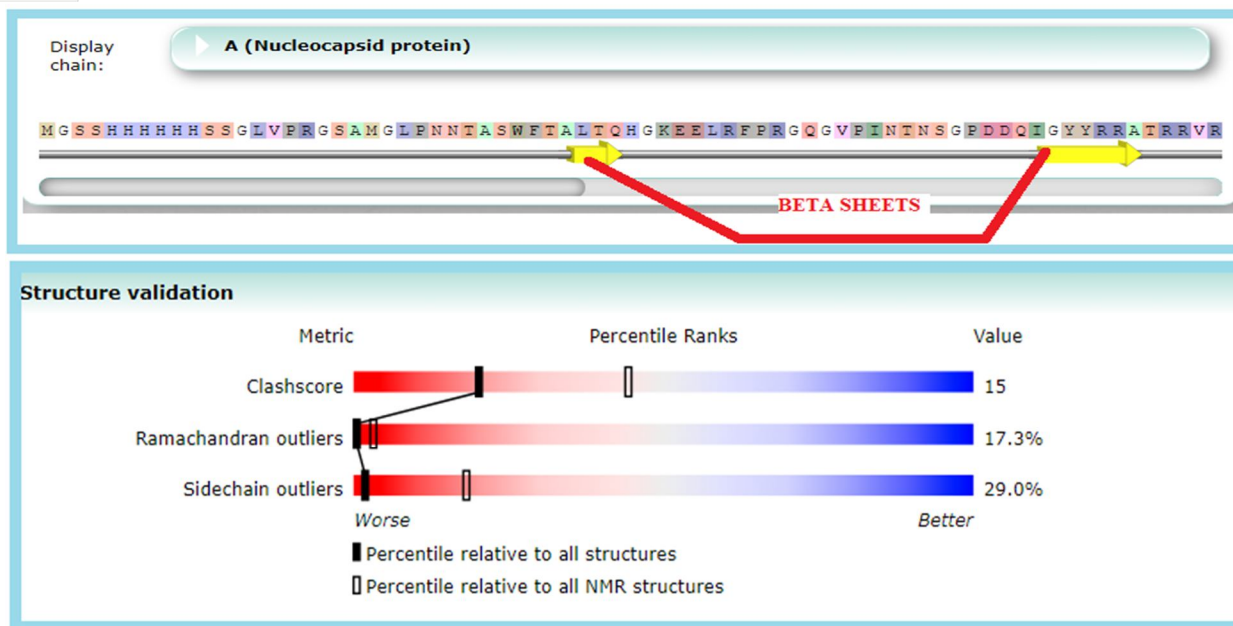 Display chain:
A (Nucleocapsid protein)
MGSSHHHHHHSSGLVPRGSAMGLPNNTASWFTALTQHGKEELRFPRGQGVPINTNSGPDDQIGYYRRATRRVR
BETA SHEETS
Structure validation
Metric Percentile Ranks Value
Clashscore 15
Ramachandran outliers 17.3%
Sidechain outliers 29.0%
Worse Better
Percentile relative to all structures
Percentile relative to all NMR structures